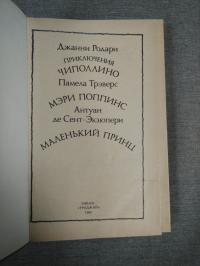 Джанни Родари
ПРИКЛЮЧЕНИЯ
ЧИПОЛЛИНО
Памела Трэверс
МЭРИ ПОППИНС
Антуан
де Сент-Экзюпери
МАЛЕНЬКИЙ ПРИНЦ